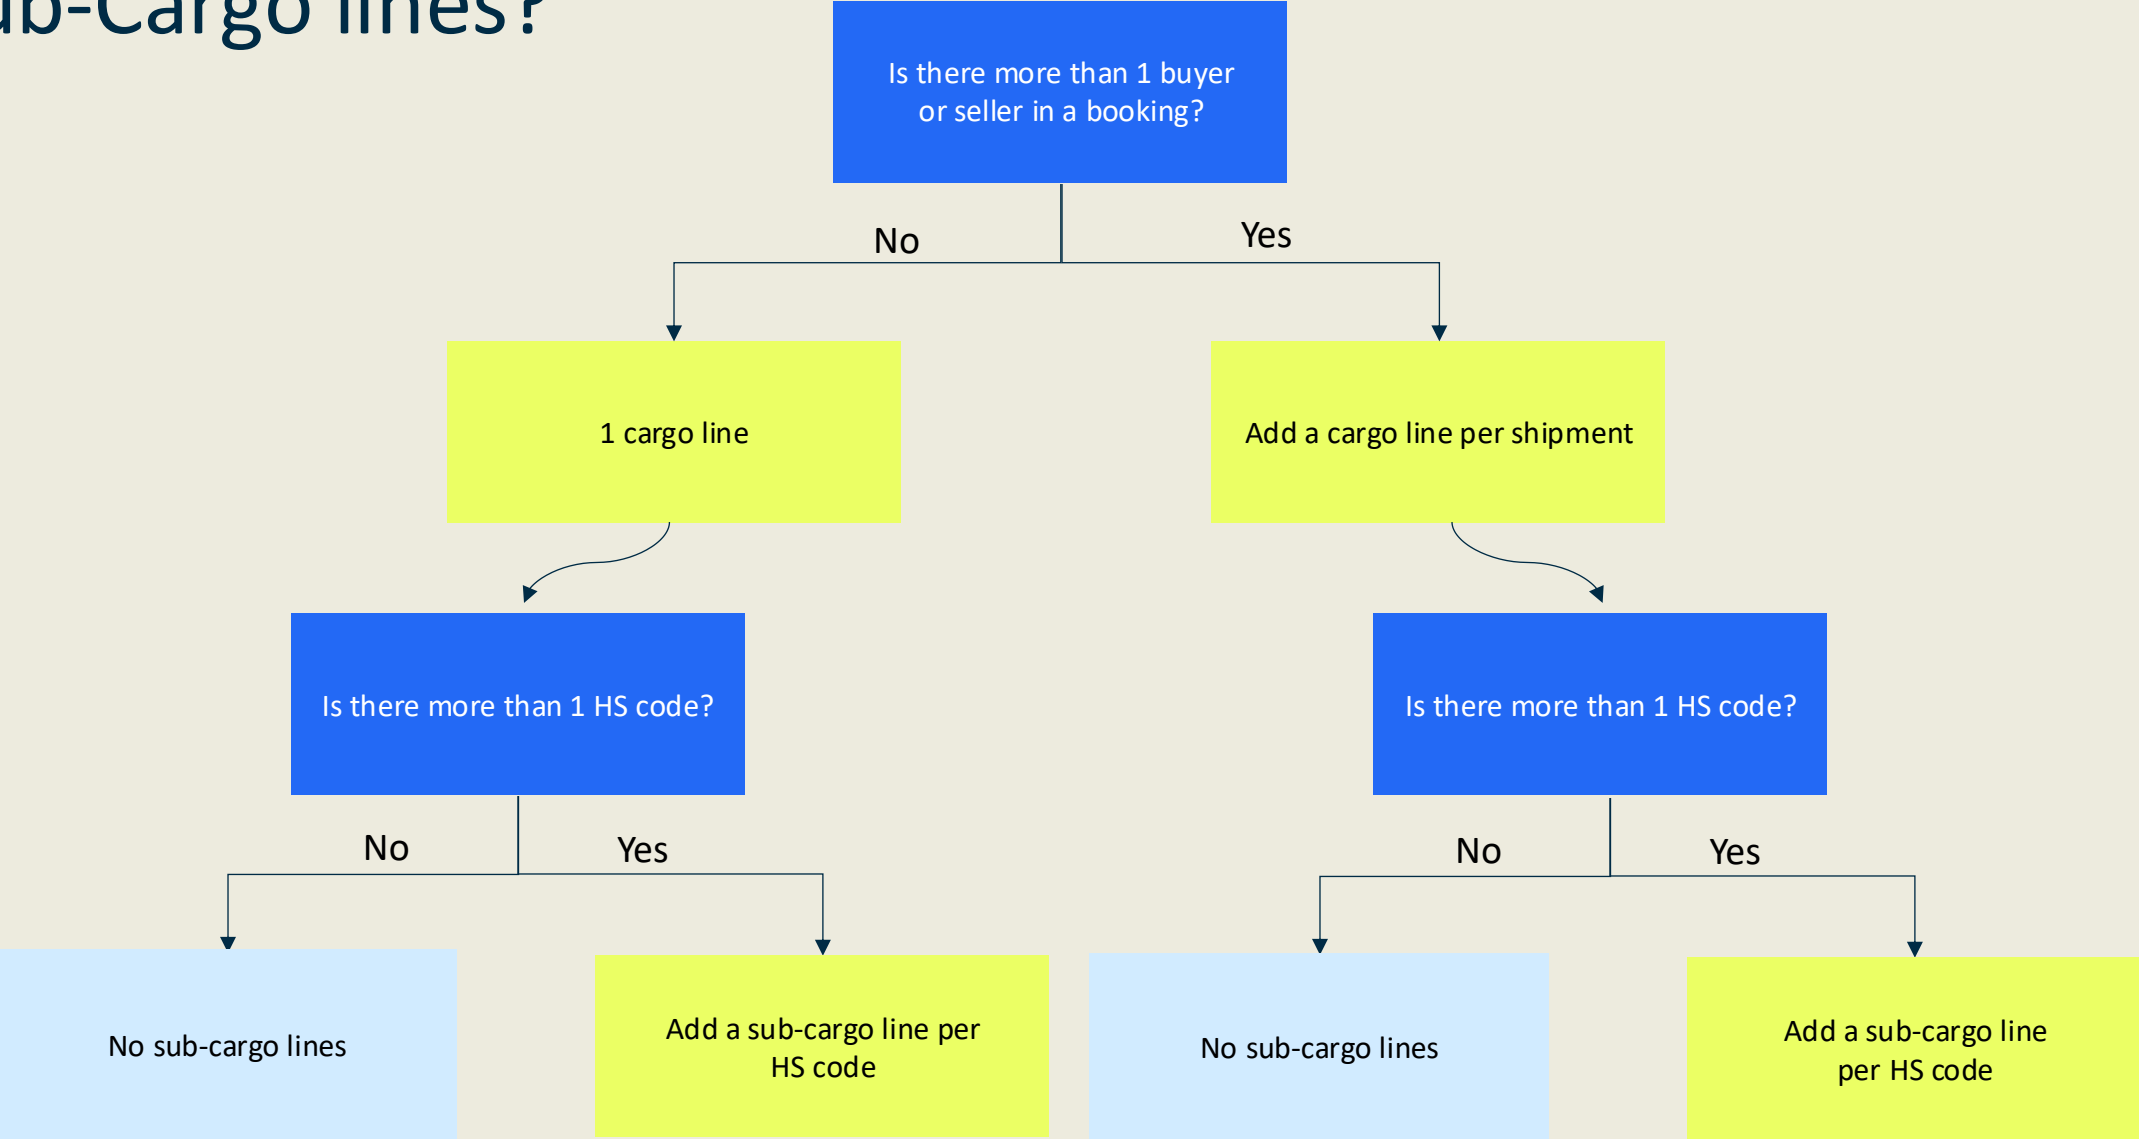 ub-Cargo lines?
Is there more than 1 buyer
or seller in a booking?
No
Yes
1 cargo line
Add a cargo line per shipment
Is there more than 1 HS code?
Is there more than 1 HS code?
No
Yes
No
Yes
No sub-cargo lines
Add a sub-cargo line per
HS code
No sub-cargo lines
Add a sub-cargo line
per HS code